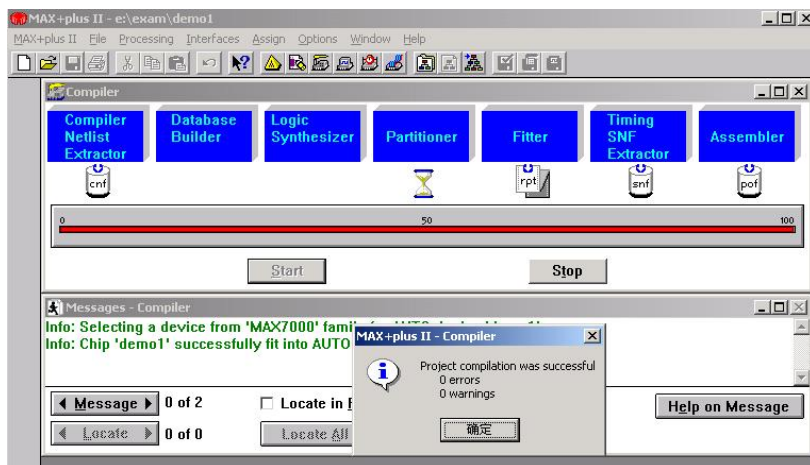 MAX+plus II - e:\exam\demo1
MAX+plus II File Processing Interfaces Assign Options Window Help
Compiler
Compiler Netlist Extractor
Database Builder
Logic Synthesizer
Partitioner
Fitter
Timing SNF Extractor
Assembler
cnf
rpt
snf
pof
0 50 100
Start
Stop
Messages - Compiler
Info: Selecting a device from 'MAX7000'
Info: Chip 'demo1' successfully fit into AUTO
MAX+plus II - Compiler
Project compilation was successful
0 errors
0 warnings
确定
Message 0 of 2
Locate in
Help on Message
Locate 0 of 0
Locate All